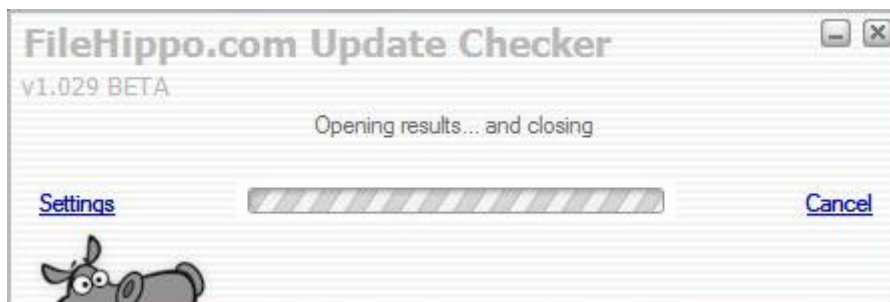 FileHippo.com Update Checker
v1.029 BETA
Opening results... and closing
Settings
Cancel